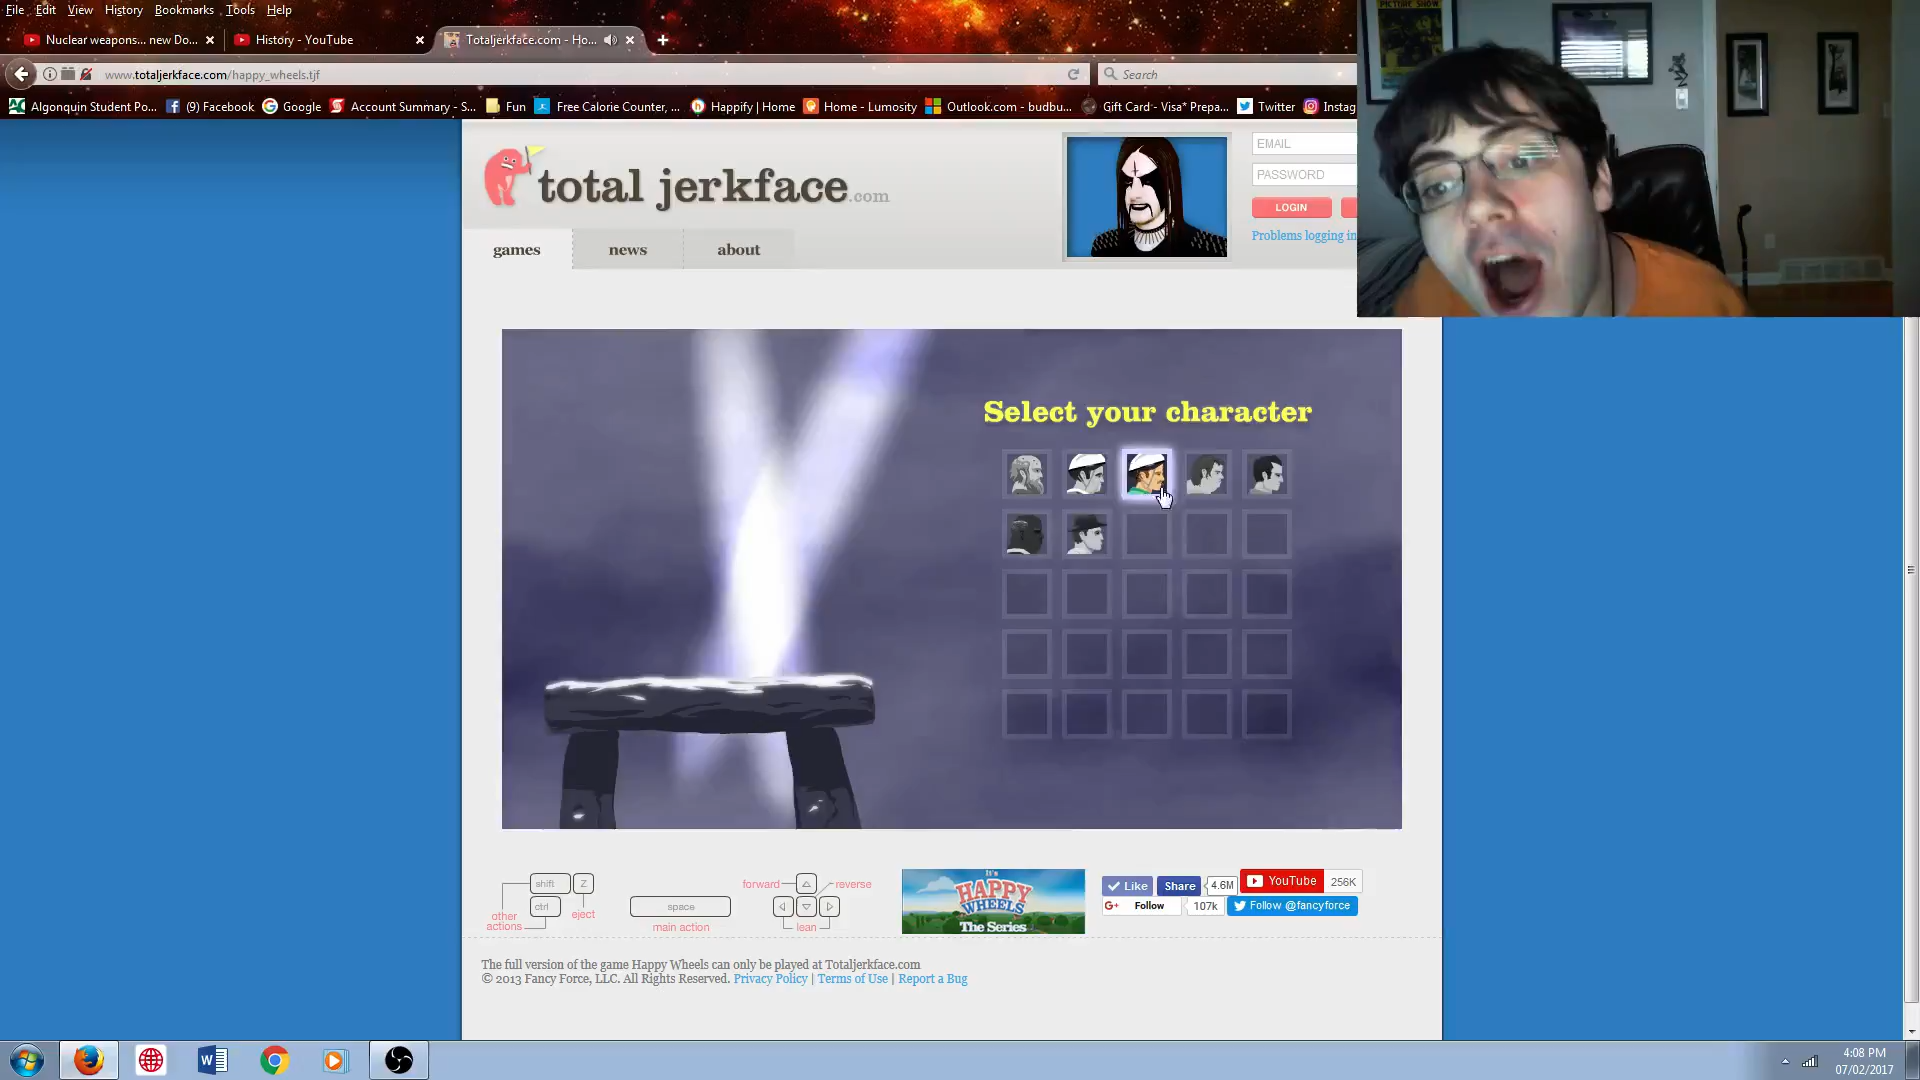 File Edit View History Bookmarks Tools Help
Nuclear weapons... new Do...
History - YouTube
Totaljerkface.com - Ho...
www.totaljerkface.com/happy_wheels.tjf
Search
Algonquin Student Po...
(9) Facebook
Google
Account Summary - S...
Fun
Free Calorie Counter, ...
Happify | Home
Home - Lumosity
Outlook.com - budbu...
Gift Card - Visa* Prepa...
Twitter
Instag
PICTURE SHOW
total jerkface.com
EMAIL
PASSWORD
LOGIN
Problems logging in
games
news
about
Select your character
shift
Z
ctrl
other actions
eject
space
main action
forward
reverse
lean
It's
HAPPY
WHEELS
The Series
Like
Share
4.6M
YouTube
256K
G+ Follow
107k
Follow @fancyforce
The full version of the game Happy Wheels can only be played at Totaljerkface.com
© 2013 Fancy Force, LLC. All Rights Reserved. Privacy Policy | Terms of Use | Report a Bug
4:08 PM
07/02/2017